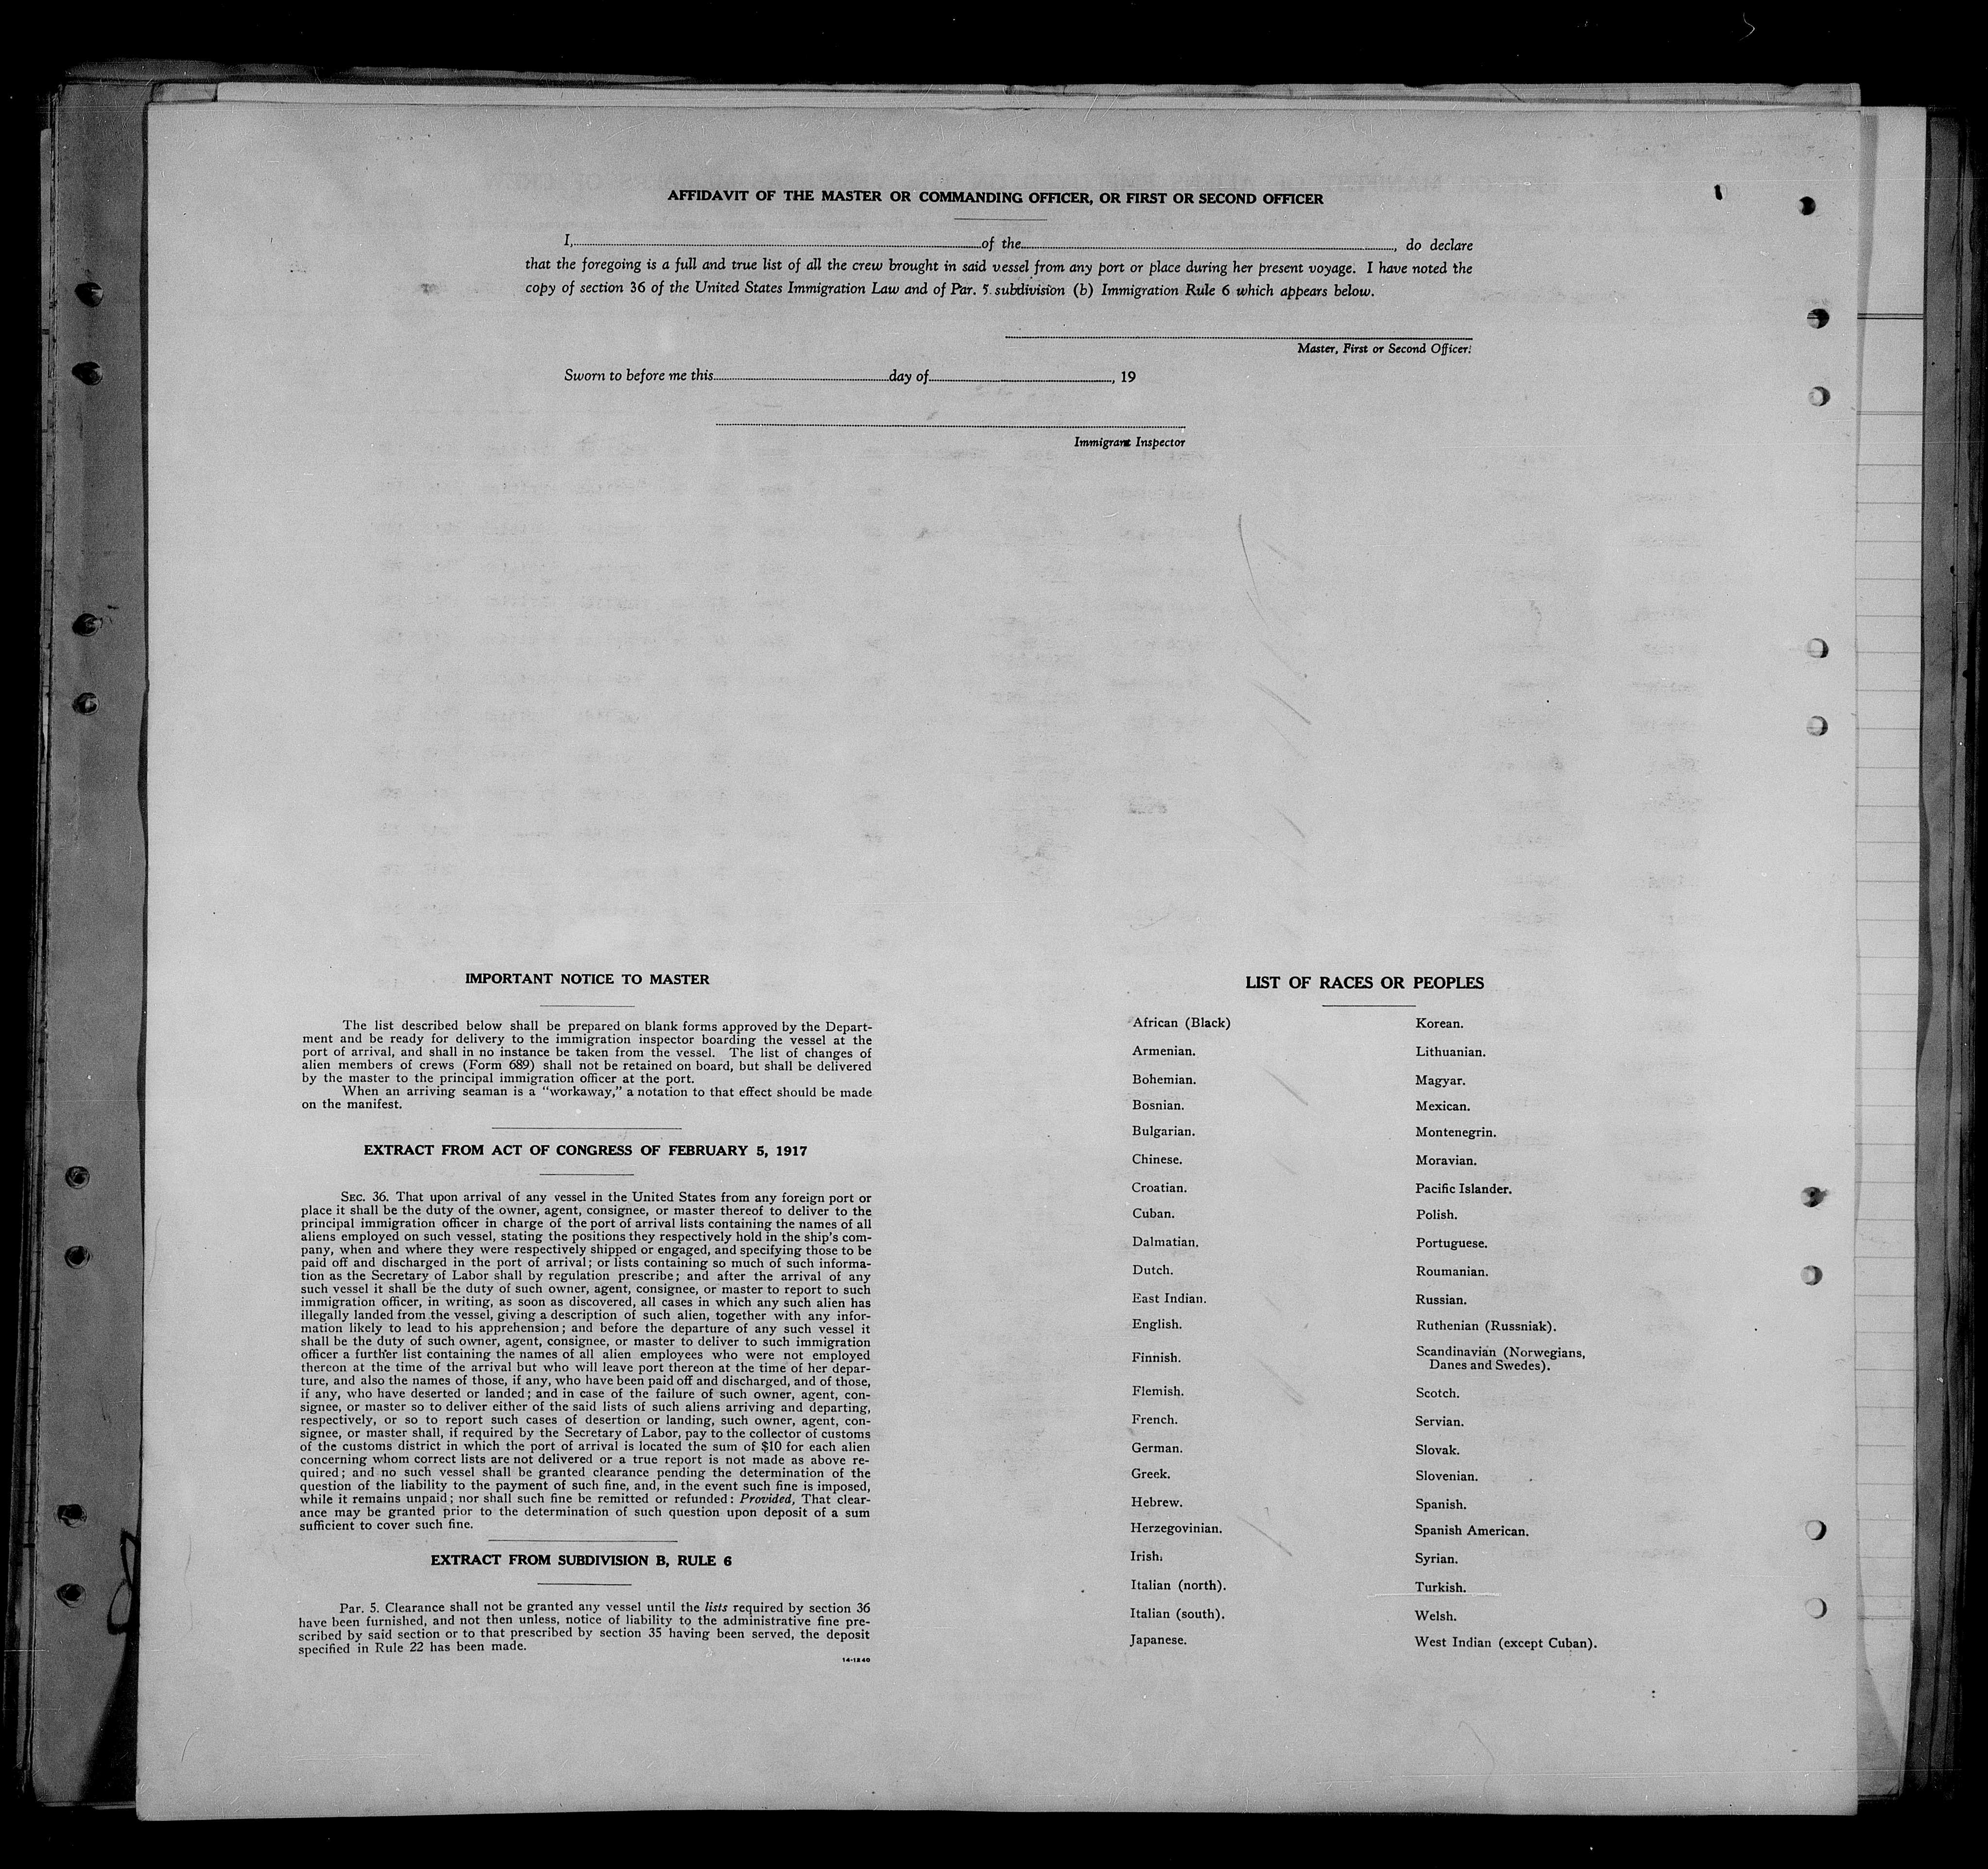 AFFIDAVIT OF THE MASTER OR COMMANDING OFFICER, OR FIRST OR SECOND OFFICER
I, of the , do declare
that the foregoing is a full and true list of all the crew brought in said vessel from any port or place during her present voyage. I have noted the
copy of section 36 of the United States Immigration Law and of Par. 5 subdivision (b) Immigration Rule 6 which appears below.
Master, First or Second Officer.
Sworn to before me this day of , 19
Immigrant Inspector
IMPORTANT NOTICE TO MASTER
The list described below shall be prepared on blank forms approved by the Depart-
ment and be ready for delivery to the immigration inspector boarding the vessel at the
port of arrival, and shall in no instance be taken from the vessel. The list of changes of
alien members of crews (Form 689) shall not be retained on board, but shall be delivered
by the master to the principal immigration officer at the port.
When an arriving seaman is a "workaway," a notation to that effect should be made
on the manifest.
EXTRACT FROM ACT OF CONGRESS OF FEBRUARY 5, 1917
SEC. 36. That upon arrival of any vessel in the United States from any foreign port or
place it shall be the duty of the owner, agent, consignee, or master thereof to deliver to the
principal immigration officer in charge of the port of arrival lists containing the names of all
aliens employed on such vessel, stating the positions they respectively hold in the ship's com-
pany, when and where they were respectively shipped or engaged, and specifying those to be
paid off and discharged in the port of arrival; or lists containing so much of such informa-
tion as the Secretary of Labor shall by regulation prescribe; and after the arrival of any
such vessel it shall be the duty of such owner, agent, consignee, or master to report to such
immigration officer, in writing, as soon as discovered, all cases in which any such alien has
illegally landed from the vessel, giving a description of such alien, together with any infor-
mation likely to lead to his apprehension; and before the departure of any such vessel it
shall be the duty of such owner, agent, consignee, or master to deliver to such immigration
officer a further list containing the names of all alien employees who were not employed
thereon at the time of the arrival but who will leave port thereon at the time of her depar-
ture, and also the names of those, if any, who have been paid off and discharged, and of those,
if any, who have deserted or landed; and in case of the failure of such owner, agent, con-
signee, or master so to deliver either of the said lists of such aliens arriving and departing,
respectively, or so to report such cases of desertion or landing, such owner, agent, con-
signee, or master shall, if required by the Secretary of Labor, pay to the collector of customs
of the customs district in which the port of arrival is located the sum of $10 for each alien
concerning whom correct lists are not delivered or a true report is not made as above re-
quired; and no such vessel shall be granted clearance pending the determination of the
question of the liability to the payment of such fine, and, in the event such fine is imposed,
while it remains unpaid; nor shall such fine be remitted or refunded: Provided, That clear-
ance may be granted prior to the determination of such question upon deposit of a sum
sufficient to cover such fine.
EXTRACT FROM SUBDIVISION B, RULE 6
Par. 5. Clearance shall not be granted any vessel until the lists required by section 36
have been furnished, and not then unless, notice of liability to the administrative fine pre-
scribed by said section or to that prescribed by section 35 having been served, the deposit
specified in Rule 22 has been made.
14-1240
LIST OF RACES OR PEOPLES
African (Black)
Armenian.
Bohemian.
Bosnian.
Bulgarian.
Chinese.
Croatian.
Cuban.
Dalmatian.
Dutch.
East Indian.
English.
Finnish.
Flemish.
French.
German.
Greek.
Hebrew.
Herzegovinian.
Irish.
Italian (north).
Italian (south).
Japanese.
Korean.
Lithuanian.
Magyar.
Mexican.
Montenegrin.
Moravian.
Pacific Islander.
Polish.
Portuguese.
Roumanian.
Russian.
Ruthenian (Russniak).
Scandinavian (Norwegians,
Danes and Swedes).
Scotch.
Servian.
Slovak.
Slovenian.
Spanish.
Spanish American.
Syrian.
Turkish.
Welsh.
West Indian (except Cuban).